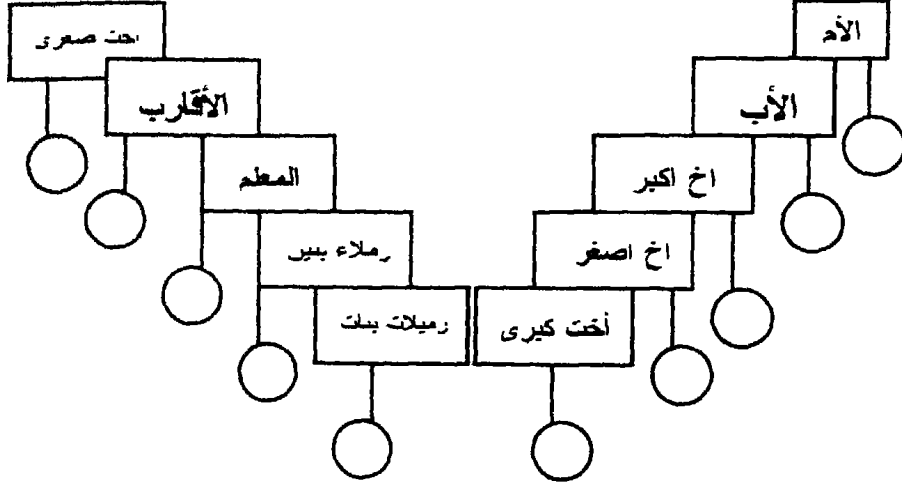 الأم
الأب
اخ اكبر
اخ اصغر
أخت كبرى
اخت صغرى
الأقارب
المعلم
زملاء بنين
زميلات بنات